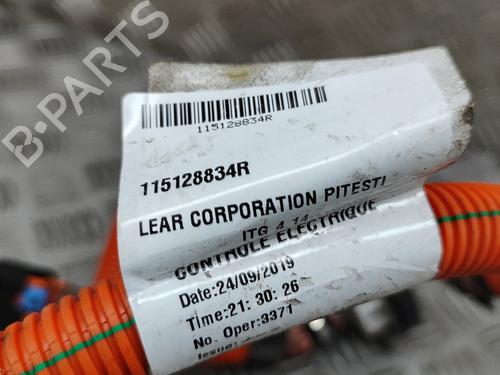 115128834R
115128834R
LEAR CORPORATION PITESTI
ITG 4.14
CONTROLE ELECTRIQUE
Date:24/09/2019
Time:21: 30: 26
No. Oper:3371
B-PARTS